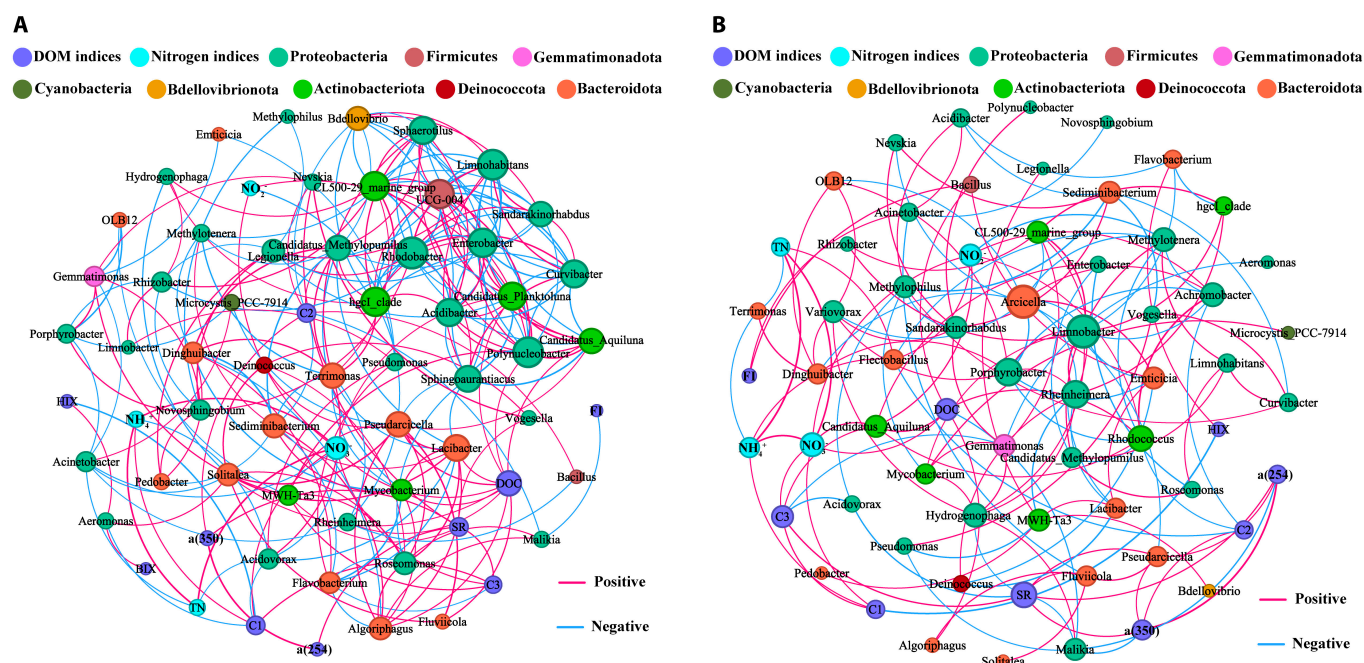 A
DOM indices Nitrogen indices Proteobacteria Firmicutes Gemmatimonadota
Cyanobacteria Bdellovibrionota Actinobacteriota Deinococcota Bacteroidota
Methylophilus
Bdellovibrio
Emticicia
Sphaerotilus
Limnohabitans
Hydrogenophaga
Nevskia
NO₂⁻
CL500-29_marine_group
UCG-004
OLB12
Sandarakinorhabdus
Methylotenera
Candidatus_Methylopumilus
Enterobacter
Legionella
Rhodobacter
Gemmatimonas
Rhizobacter
Curvibacter
Microcystis_PCC-7914
hgcI_clade
Candidatus_Planktoluna
C2
Acidibacter
Porphyrobacter
Limnobacter
Dinghuibacter
Candidatus_Aquiluna
Deinococcus
Pseudomonas
Polynucleobacter
Terrimonas
Sphingoaurantiacus
HIX
Novosphingobium
NH₄⁺
FI
Vogesella
Sediminibacterium
Pseudarcicella
NO₃⁻
Lacibacter
Acinetobacter
Solitalea
Pedobacter
Bacillus
DOC
MWH-Ta3
Mycobacterium
Aeromonas
Rheinheimera
SR
a(350)
Malikia
Acidovorax
Roseomonas
BIX
Flavobacterium
C3
Positive
TN
C1
Algoriphagus
Fluviicola
Negative
a(254)
B
DOM indices Nitrogen indices Proteobacteria Firmicutes Gemmatimonadota
Cyanobacteria Bdellovibrionota Actinobacteriota Deinococcota Bacteroidota
Polynucleobacter
Acidibacter
Novosphingobium
Nevskia
Flavobacterium
Legionella
OLB12
Bacillus
Sediminibacterium
hgcI_clade
Acinetobacter
CL500-29_marine_group
Methylotenera
TN
Rhizobacter
NO₂⁻
Enterobacter
Aeromonas
Methylophilus
Achromobacter
Arcicella
Terrimonas
Variovorax
Vogesella
Sandarakinorhabdus
Limnobacter
Microcystis_PCC-7914
Flectobacillus
Limnohabitans
FI
Dinghuibacter
Porphyrobacter
Emticicia
Rheinheimera
Curvibacter
DOC
Candidatus_Aquiluna
HIX
NH₄⁺
NO₃⁻
Gemmatimonas
Rhodococcus
Candidatus_Methylopumilus
Mycobacterium
a(254)
Roseomonas
Acidovorax
Lacibacter
C3
Hydrogenophaga
MWH-Ta3
C2
Pseudomonas
Pseudarcicella
Pedobacter
Deinococcus
Fluviicola
Bdellovibrio
SR
Positive
C1
a(350)
Algoriphagus
Malikia
Negative
Solitalea